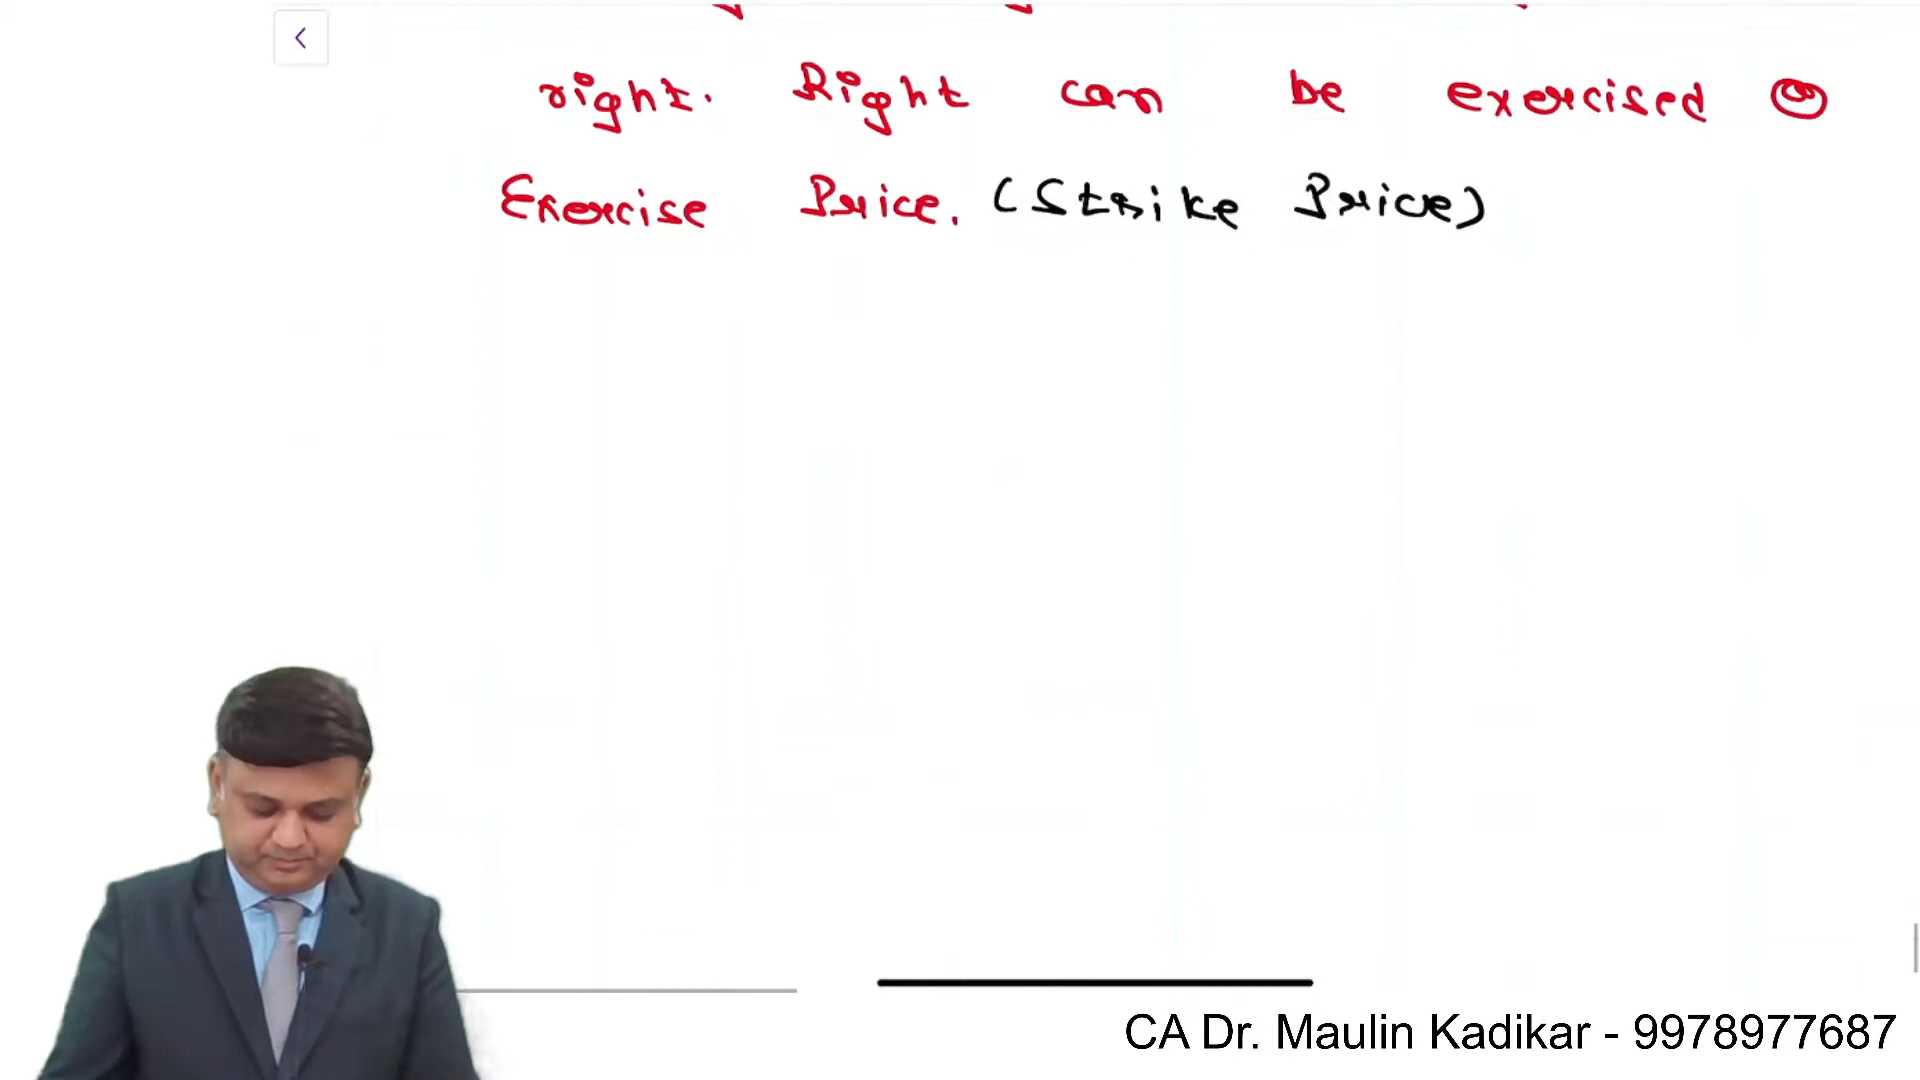 right. Right can be exercised @
Exercise Price. (Strike Price)
CA Dr. Maulin Kadikar - 9978977687